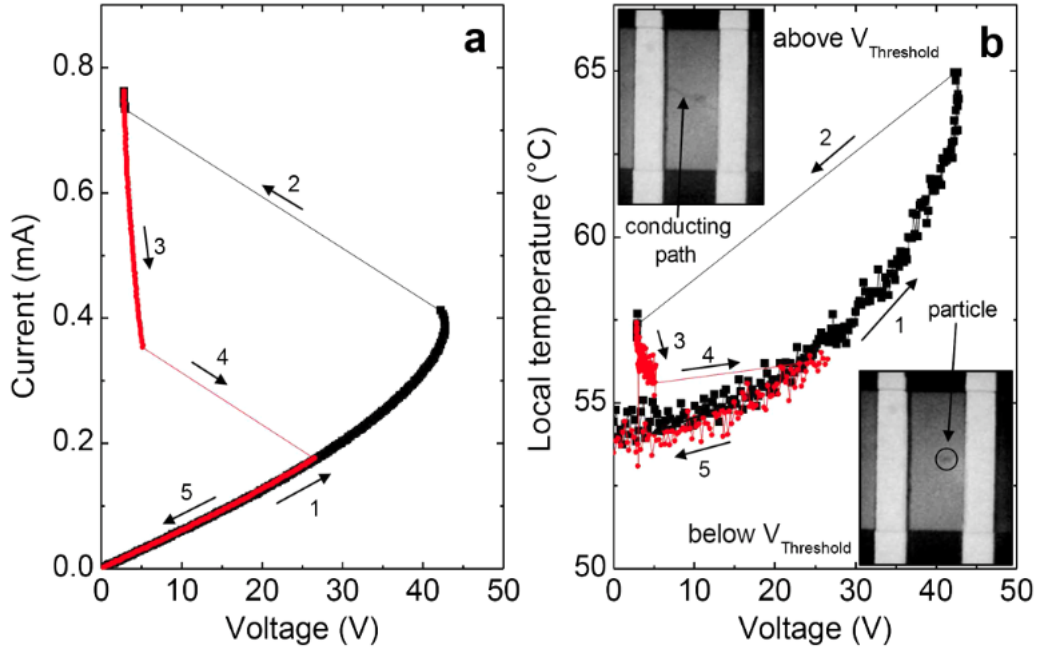 a
0.8
0.6
0.4
0.2
0.0
Current (mA)
2
3
4
5
1
0 10 20 30 40 50
Voltage (V)
b
above V_Threshold
conducting
path
65
60
55
50
Local temperature (°C)
2
3
4
1
5
particle
below V_Threshold
0 10 20 30 40 50
Voltage (V)